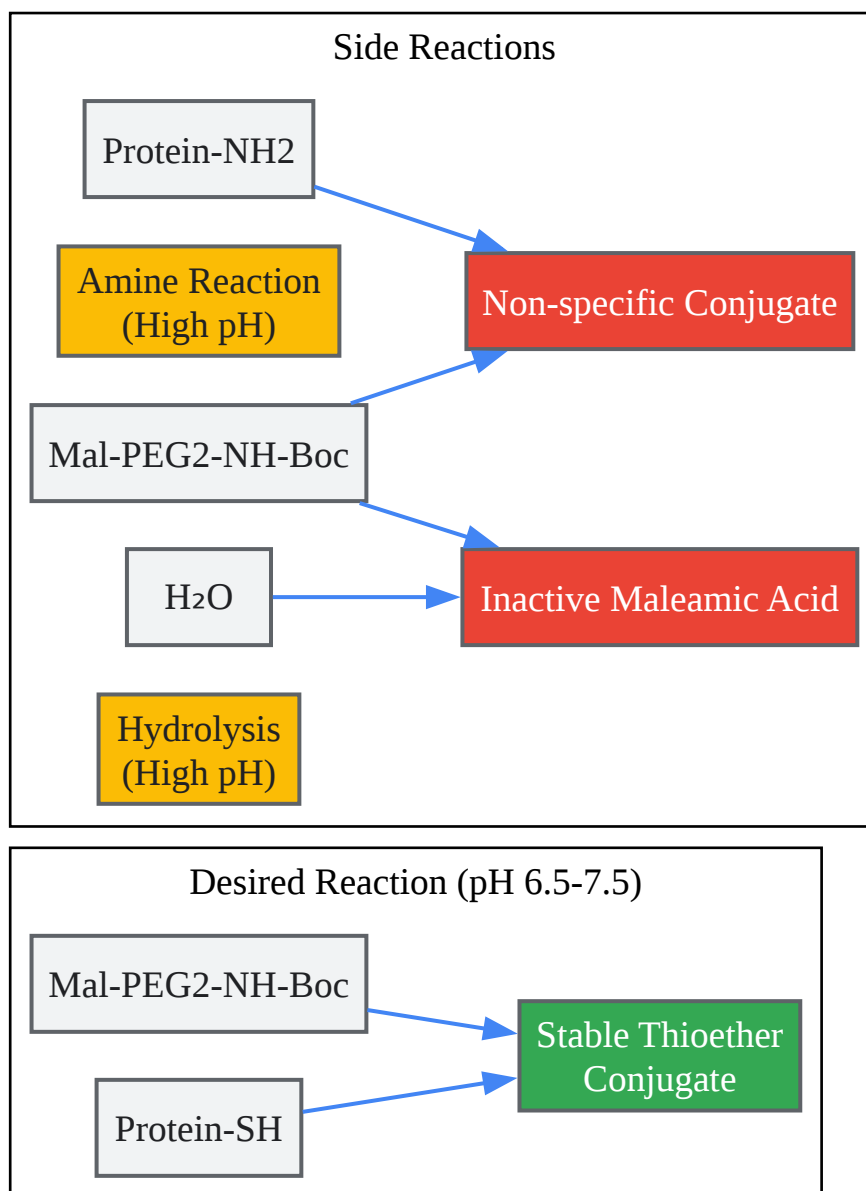 Side Reactions
Protein-NH2
Amine Reaction
(High pH)
Non-specific Conjugate
Mal-PEG2-NH-Boc
H₂O
Inactive Maleamic Acid
Hydrolysis
(High pH)
Desired Reaction (pH 6.5-7.5)
Mal-PEG2-NH-Boc
Stable Thioether
Conjugate
Protein-SH